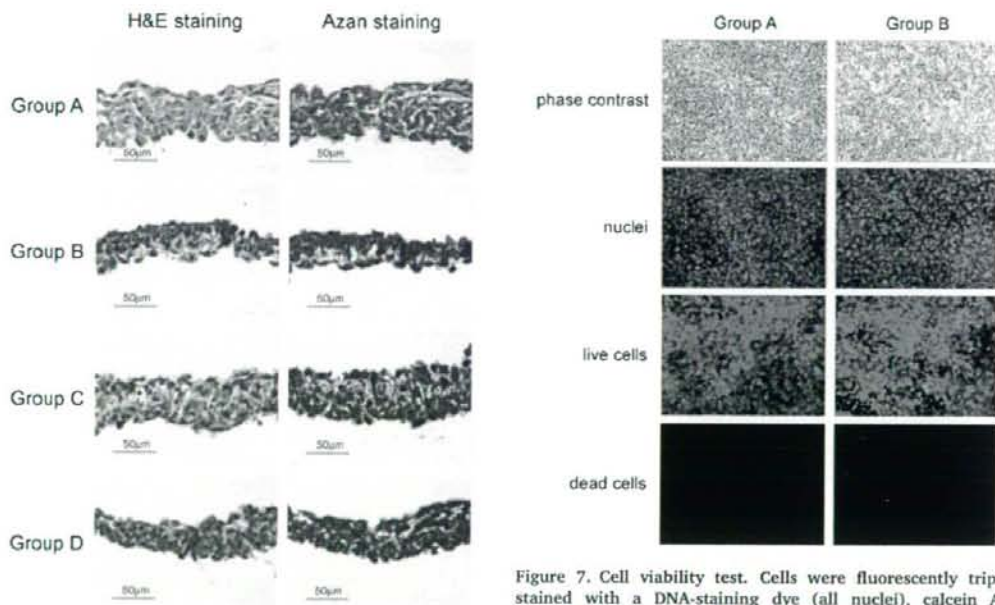 H&E staining Azan staining
Group A
50μm 50μm
Group B
50μm 50μm
Group C
50μm 50μm
Group D
50μm 50μm
Group A Group B
phase contrast
nuclei
live cells
dead cells
Figure 7. Cell viability test. Cells were fluorescently trip
stained with a DNA-staining dye (all nuclei), calcein A